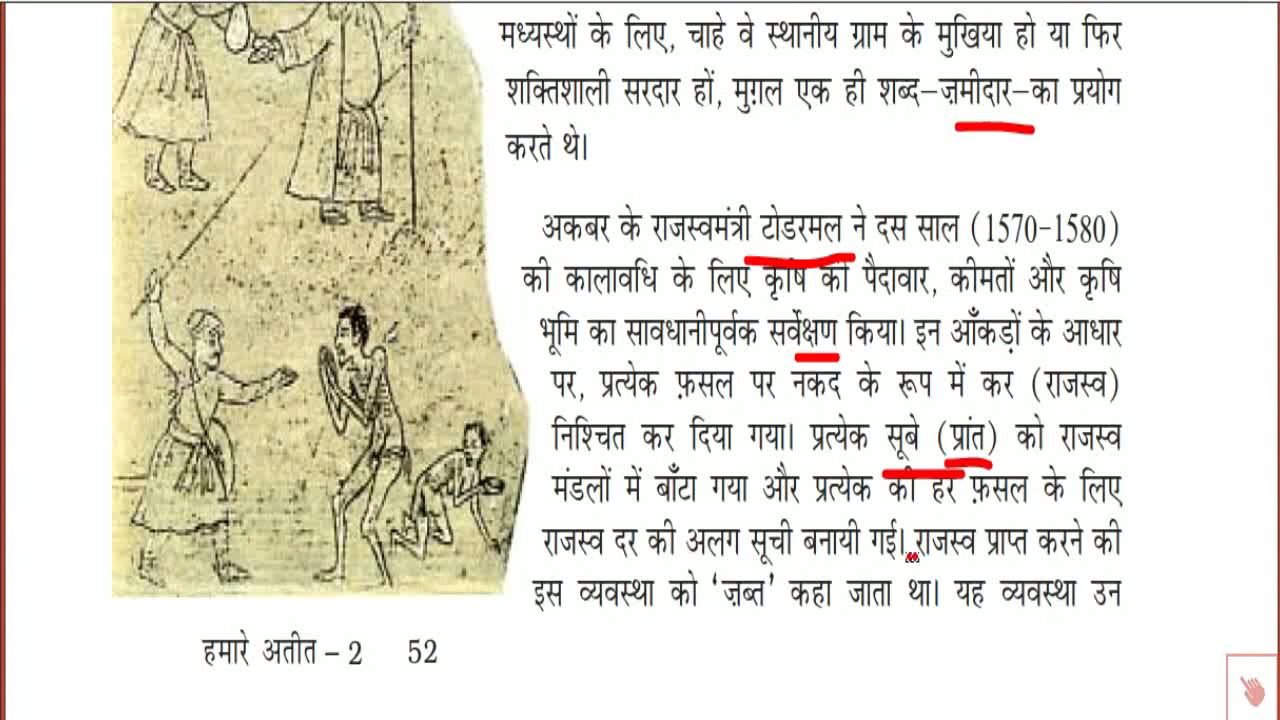 मध्यस्थों के लिए, चाहे वे स्थानीय ग्राम के मुखिया हो या फिर
शक्तिशाली सरदार हों, मुग़ल एक ही शब्द–ज़मीदार–का प्रयोग
करते थे।
अकबर के राजस्वमंत्री टोडरमल ने दस साल (1570-1580)
की कालावधि के लिए कृषि की पैदावार, कीमतों और कृषि
भूमि का सावधानीपूर्वक सर्वेक्षण किया। इन आँकड़ों के आधार
पर, प्रत्येक फ़सल पर नकद के रूप में कर (राजस्व)
निश्चित कर दिया गया। प्रत्येक सूबे (प्रांत) को राजस्व
मंडलों में बाँटा गया और प्रत्येक की हर फ़सल के लिए
राजस्व दर की अलग सूची बनायी गई। राजस्व प्राप्त करने की
इस व्यवस्था को ‘ज़ब्त’ कहा जाता था। यह व्यवस्था उन
हमारे अतीत – 2 52